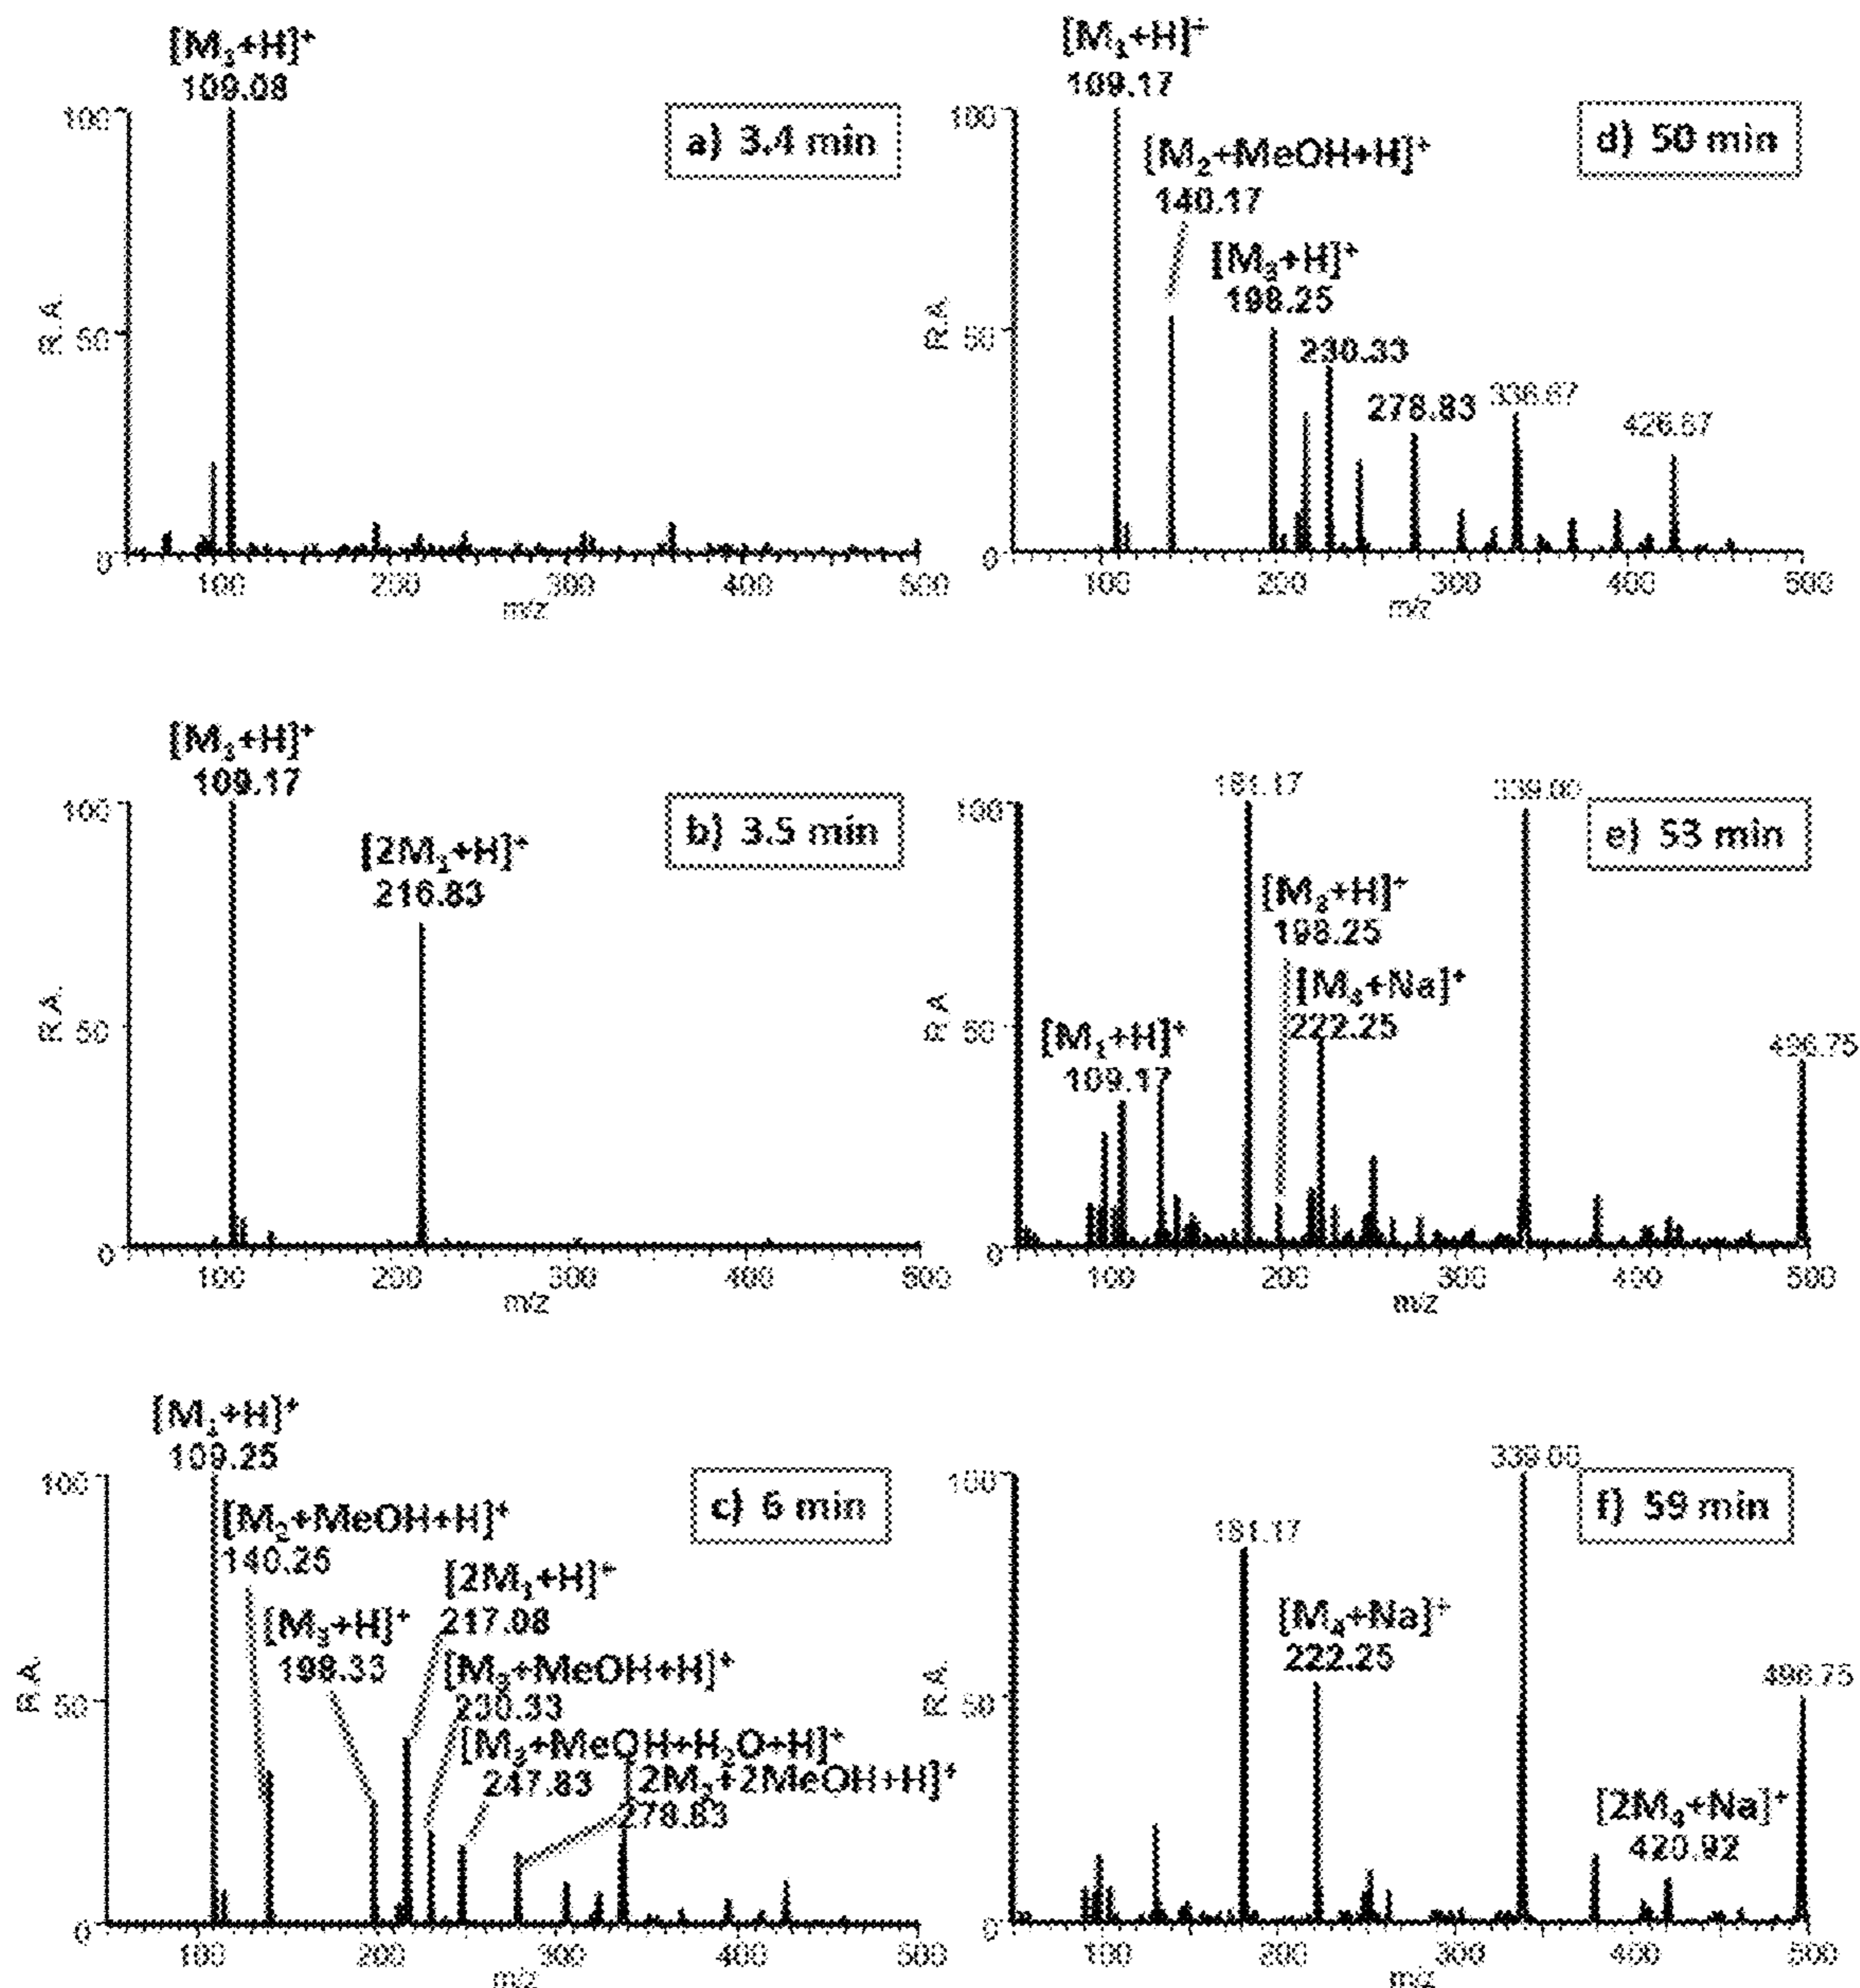 [M₁+H]⁺
109.08
a) 3.4 min
100
R.A.
50
0
100 200 300 400 500
m/z
[M₁+H]⁺
109.17
[M₂+MeOH+H]⁺
140.17
[M₃+H]⁺
198.25
230.33
278.83
336.67
426.67
d) 50 min
100
R.A.
50
0
100 200 300 400 500
m/z
[M₁+H]⁺
109.17
[2M₁+H]⁺
216.83
b) 3.5 min
100
R.A.
50
0
100 200 300 400 500
m/z
181.17
339.00
e) 53 min
[M₃+H]⁺
198.25
[M₄+Na]⁺
222.25
[M₁+H]⁺
109.17
496.75
100
R.A.
50
0
100 200 300 400 500
m/z
[M₁+H]⁺
109.25
[M₂+MeOH+H]⁺
140.25
[M₃+H]⁺
198.33
[2M₁+H]⁺
217.08
[M₃+MeOH+H]⁺
230.33
[M₃+MeOH+H₂O+H]⁺
247.83
[2M₂+2MeOH+H]⁺
278.83
c) 6 min
100
R.A.
50
0
100 200 300 400 500
m/z
339.00
f) 59 min
181.17
[M₄+Na]⁺
222.25
496.75
[2M₄+Na]⁺
420.92
100
R.A.
50
0
100 200 300 400 500
m/z